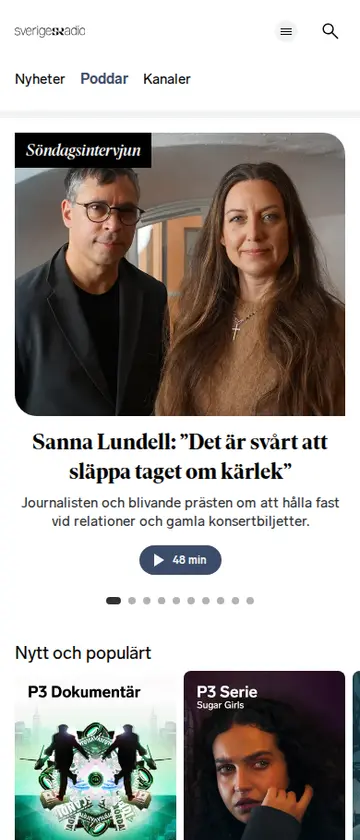 sverigesradio
Nyheter
Poddar
Kanaler
Söndagsintervjun
Sanna Lundell: ”Det är svårt att
släppa taget om kärlek”
Journalisten och blivande prästen om att hålla fast
vid relationer och gamla konsertbiljetter.
48 min
Nytt och populärt
P3 Dokumentär
P3 Serie
Sugar Girls